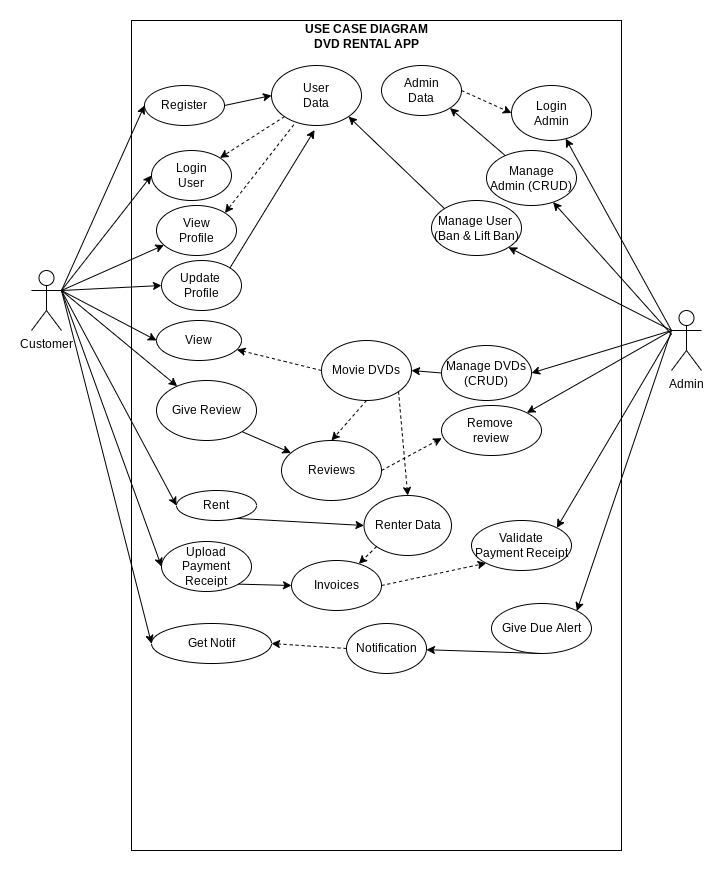 USE CASE DIAGRAM
DVD RENTAL APP
Register
User
Data
Admin
Data
Login
Admin
Login
User
Manage
Admin (CRUD)
View
Profile
Manage User
(Ban & Lift Ban)
Update
Profile
Customer
View
Movie DVDs
Manage DVDs
(CRUD)
Admin
Give Review
Remove
review
Reviews
Rent
Renter Data
Validate
Payment Receipt
Upload
Payment
Receipt
Invoices
Give Due Alert
Get Notif
Notification